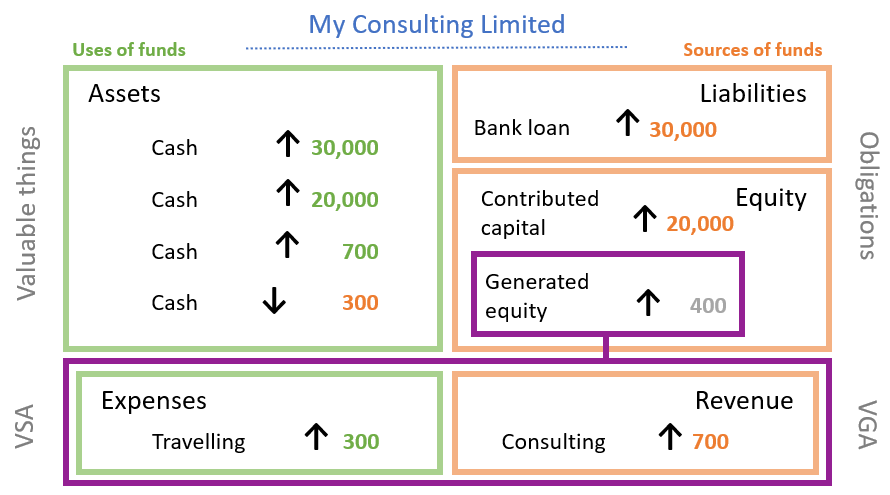 My Consulting Limited
Uses of funds
Sources of funds
Valuable things
Assets
Cash ↑ 30,000
Cash ↑ 20,000
Cash ↑ 700
Cash ↓ 300
Liabilities
Bank loan ↑ 30,000
Equity
Contributed
capital ↑ 20,000
Generated
equity ↑ 400
Obligations
VSA
Expenses
Travelling ↑ 300
Revenue
Consulting ↑ 700
VGA